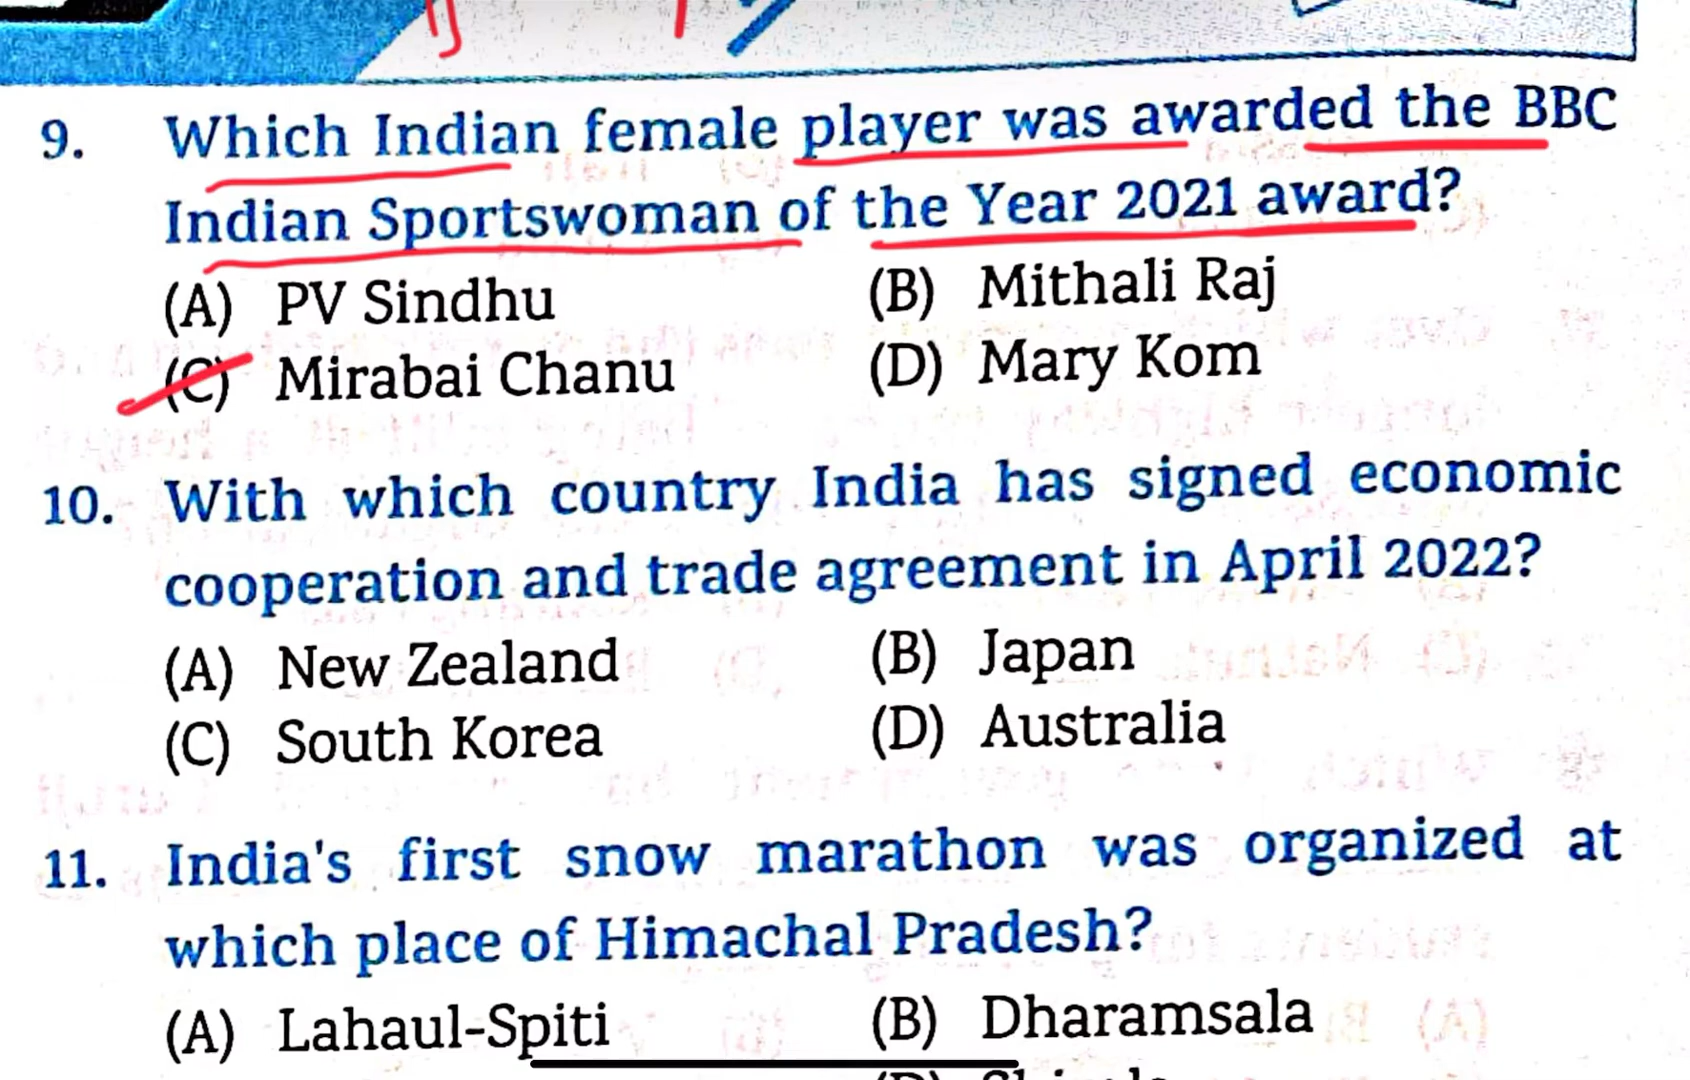 9. Which Indian female player was awarded the BBC
Indian Sportswoman of the Year 2021 award?
(A) PV Sindhu (B) Mithali Raj
(C) Mirabai Chanu (D) Mary Kom
10. With which country India has signed economic
cooperation and trade agreement in April 2022?
(A) New Zealand (B) Japan
(C) South Korea (D) Australia
11. India's first snow marathon was organized at
which place of Himachal Pradesh?
(A) Lahaul-Spiti (B) Dharamsala